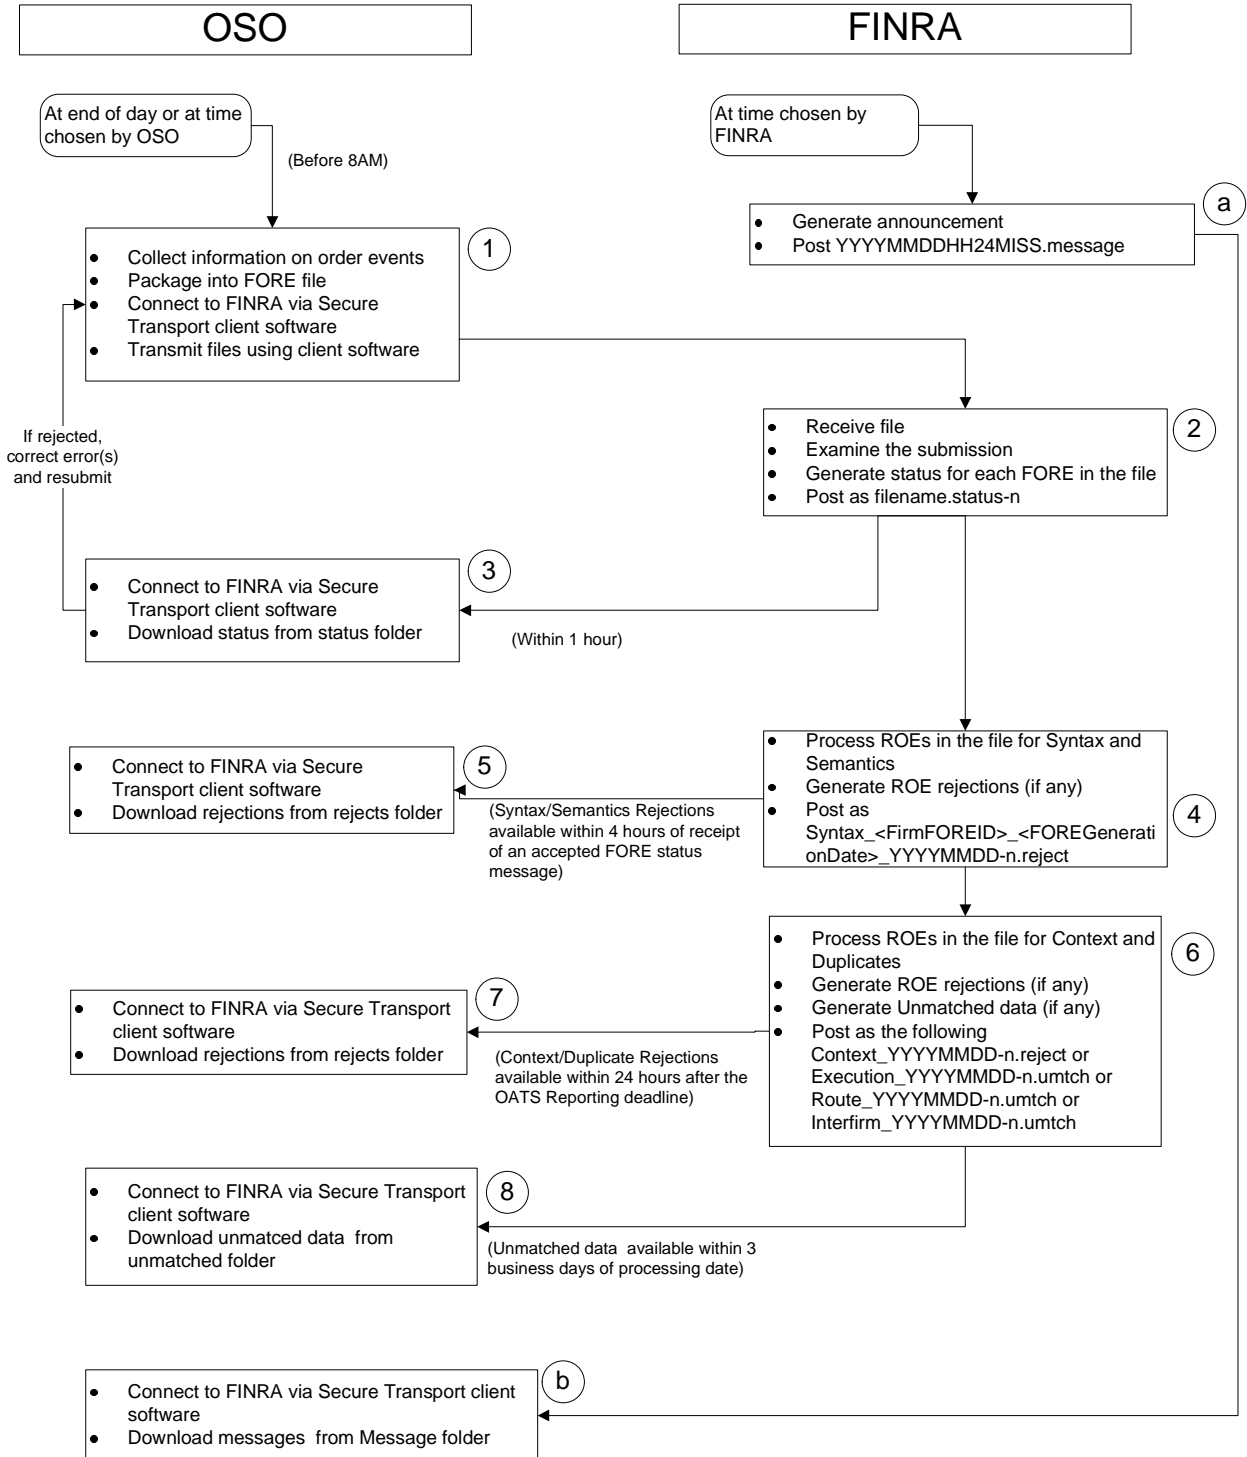 OSO
FINRA
At end of day or at time
chosen by OSO
(Before 8AM)
At time chosen by
FINRA
a
• Generate announcement
• Post YYYYMMDDHH24MISS.message
1
• Collect information on order events
• Package into FORE file
• Connect to FINRA via Secure
Transport client software
• Transmit files using client software
If rejected,
correct error(s)
and resubmit
2
• Receive file
• Examine the submission
• Generate status for each FORE in the file
• Post as filename.status-n
3
• Connect to FINRA via Secure
Transport client software
• Download status from status folder
(Within 1 hour)
4
• Process ROEs in the file for Syntax and
Semantics
• Generate ROE rejections (if any)
• Post as
Syntax_<FirmFOREID>_<FOREGenerati
onDate>_YYYYMMDD-n.reject
5
• Connect to FINRA via Secure
Transport client software
• Download rejections from rejects folder
(Syntax/Semantics Rejections
available within 4 hours of receipt
of an accepted FORE status
message)
6
• Process ROEs in the file for Context and
Duplicates
• Generate ROE rejections (if any)
• Generate Unmatched data (if any)
• Post as the following
Context_YYYYMMDD-n.reject or
Execution_YYYYMMDD-n.umtch or
Route_YYYYMMDD-n.umtch or
Interfirm_YYYYMMDD-n.umtch
7
• Connect to FINRA via Secure Transport
client software
• Download rejections from rejects folder
(Context/Duplicate Rejections
available within 24 hours after the
OATS Reporting deadline)
8
• Connect to FINRA via Secure Transport
client software
• Download unmatced data from
unmatched folder
(Unmatched data available within 3
business days of processing date)
b
• Connect to FINRA via Secure Transport client
software
• Download messages from Message folder